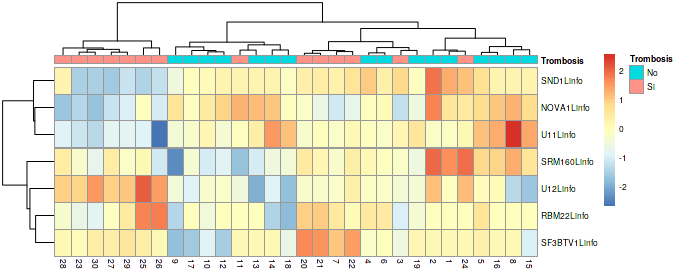 Trombosis
SND1Linfo
NOVA1Linfo
U11Linfo
SRM160Linfo
U12Linfo
RBM22Linfo
SF3BTV1Linfo
28 23 30 27 29 25 26 9 17 10 12 11 13 14 18 20 21 7 22 4 6 3 19 2 1 24 5 16 8 15
2
1
0
-1
-2
Trombosis
No
Si